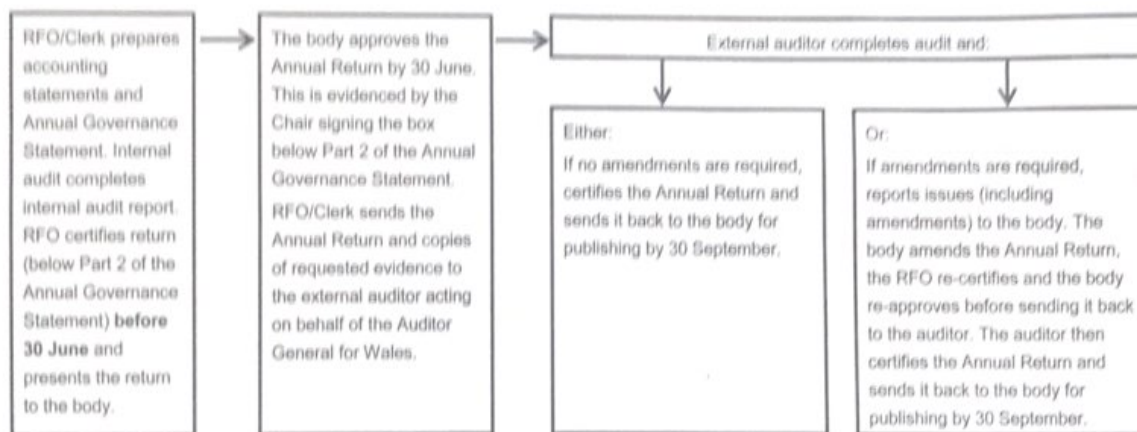 RFO/Clerk prepares
accounting
statements and
Annual Governance
Statement. Internal
audit completes
internal audit report.
RFO certifies return
(below Part 2 of the
Annual Governance
Statement) before
30 June and
presents the return
to the body.
The body approves the
Annual Return by 30 June.
This is evidenced by the
Chair signing the box
below Part 2 of the Annual
Governance Statement.
RFO/Clerk sends the
Annual Return and copies
of requested evidence to
the external auditor acting
on behalf of the Auditor
General for Wales.
External auditor completes audit and:
Either:
If no amendments are required,
certifies the Annual Return and
sends it back to the body for
publishing by 30 September.
Or:
If amendments are required,
reports issues (including
amendments) to the body. The
body amends the Annual Return,
the RFO re-certifies and the body
re-approves before sending it back
to the auditor. The auditor then
certifies the Annual Return and
sends it back to the body for
publishing by 30 September.